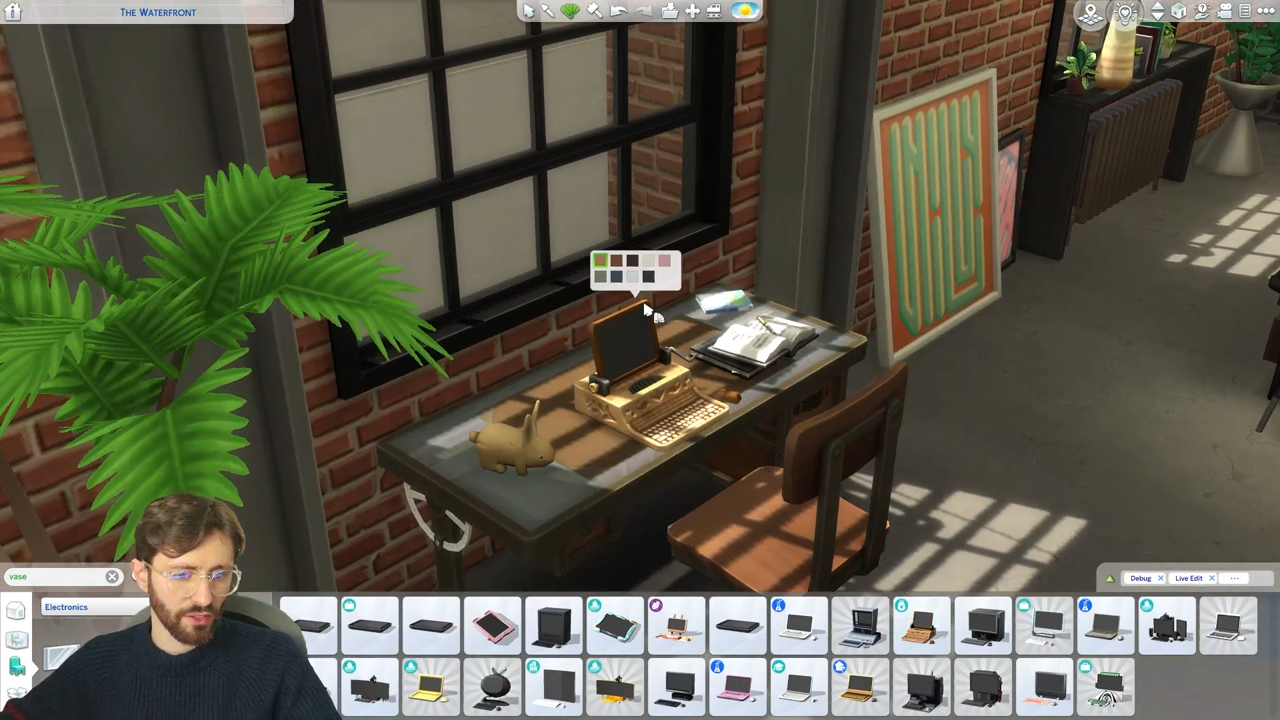 THE WATERFRONT
vase
Electronics
Debug
Live Edit
...